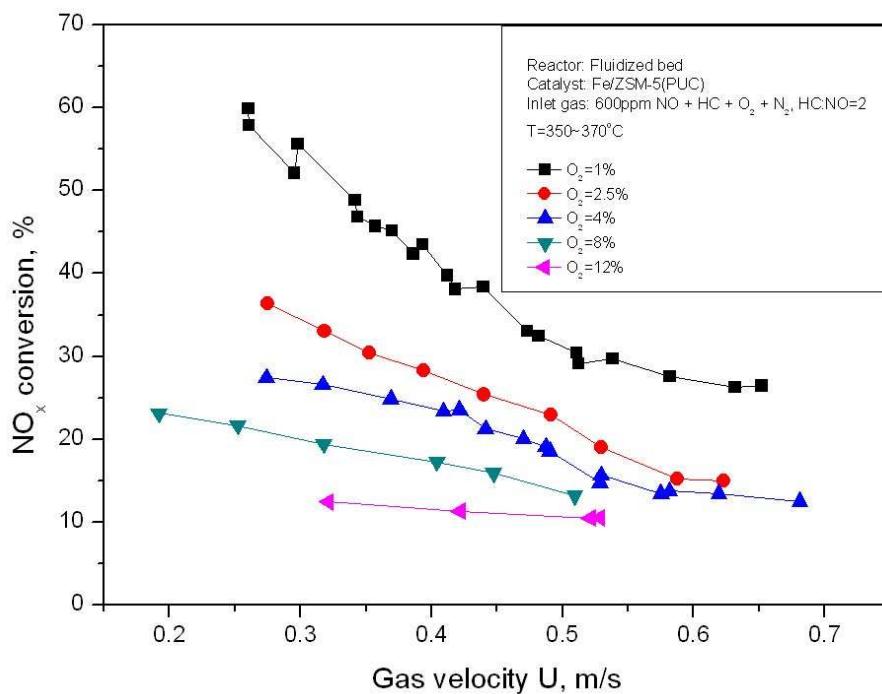 70
60
50
40
30
20
10
0
NOx conversion, %
Reactor: Fluidized bed
Catalyst: Fe/ZSM-5(PUC)
Inlet gas: 600ppm NO + HC + O2 + N2, HC:NO=2
T=350~370°C
O2=1%
O2=2.5%
O2=4%
O2=8%
O2=12%
0.2 0.3 0.4 0.5 0.6 0.7
Gas velocity U, m/s